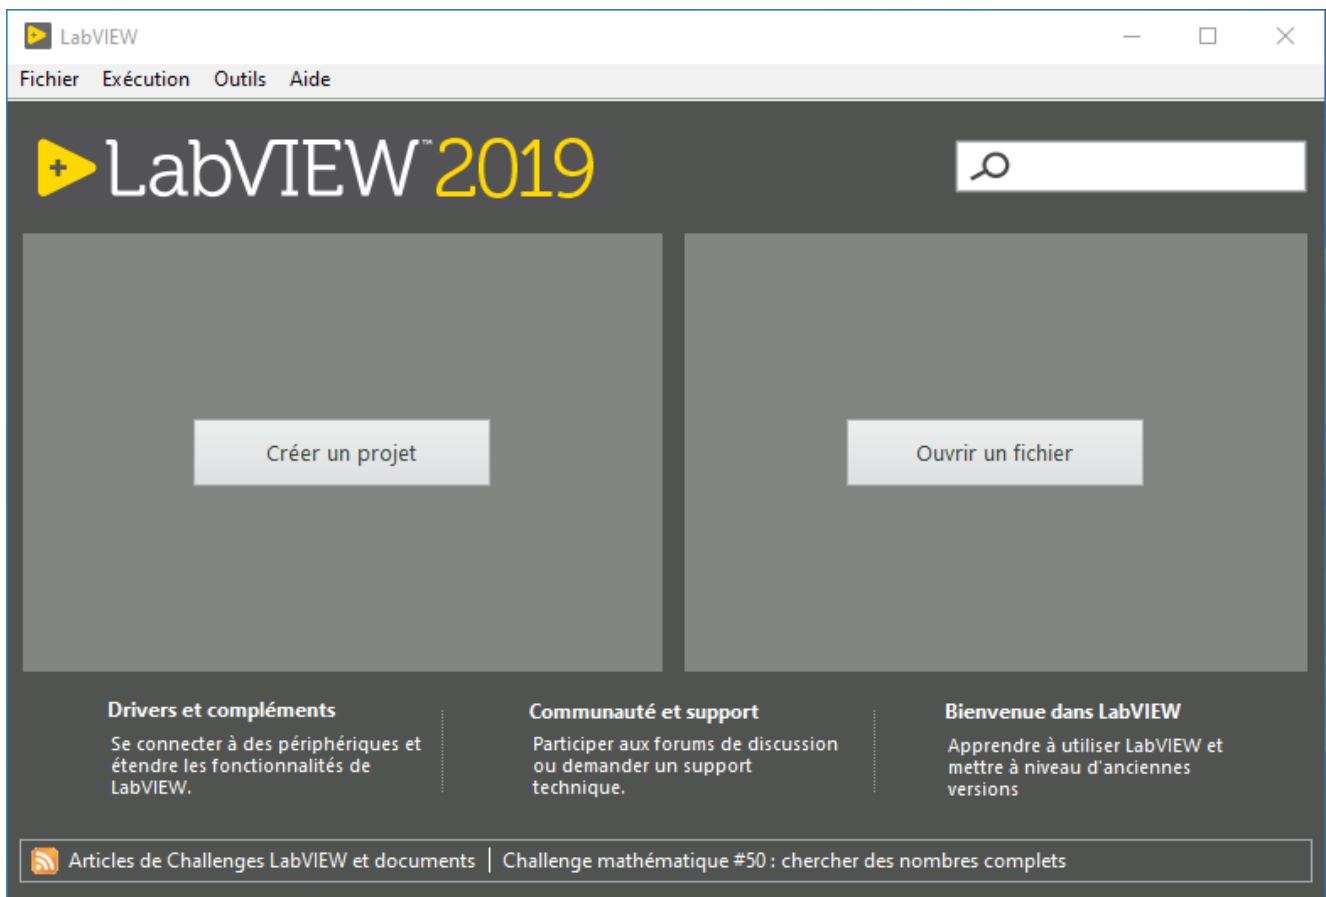 LabVIEW
Fichier Exécution Outils Aide
LabVIEW™ 2019
Créer un projet
Ouvrir un fichier
Drivers et compléments
Se connecter à des périphériques et
étendre les fonctionnalités de
LabVIEW.
Communauté et support
Participer aux forums de discussion
ou demander un support
technique.
Bienvenue dans LabVIEW
Apprendre à utiliser LabVIEW et
mettre à niveau d'anciennes
versions
Articles de Challenges LabVIEW et documents | Challenge mathématique #50 : chercher des nombres complets